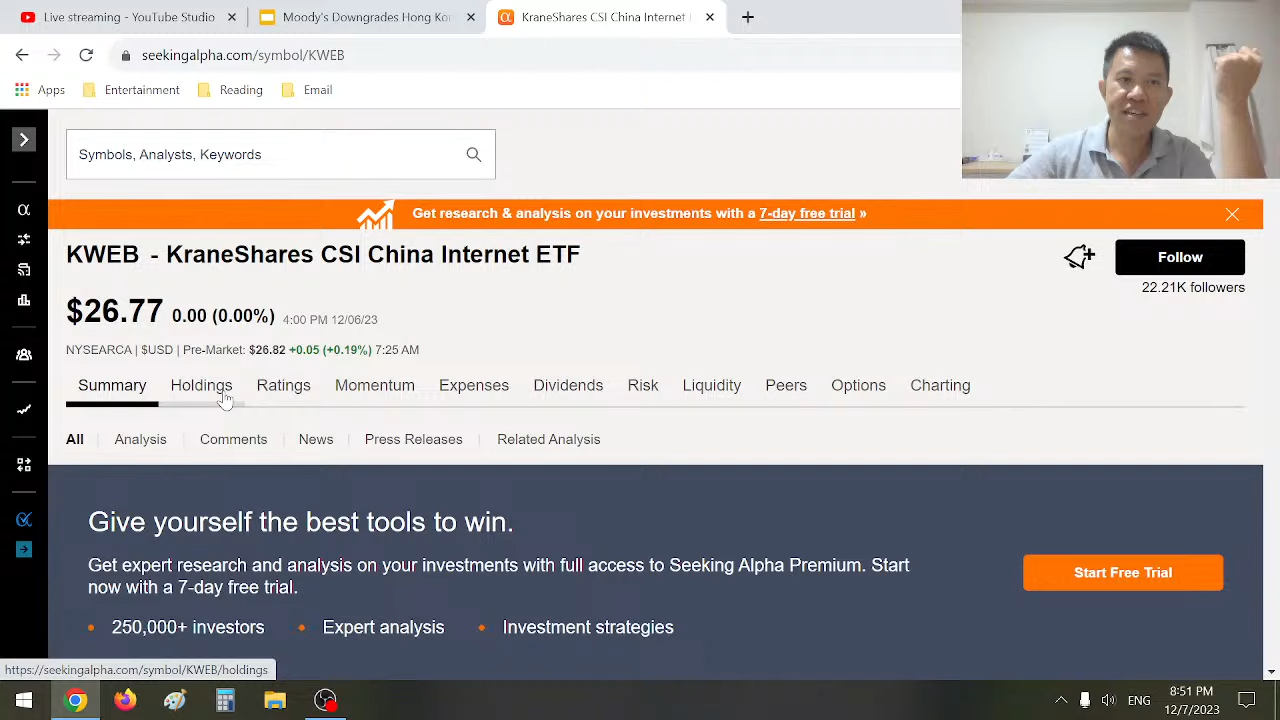 live streaming - YouTube Studio
Moody's Downgrades Hong Kon
KraneShares CSI China Internet
seekingalpha.com/symbol/KWEB
Apps
Entertainment
Reading
Email
Symbols, Analysts, Keywords
Get research & analysis on your investments with a 7-day free trial »
KWEB - KraneShares CSI China Internet ETF
Follow
22.21K followers
$26.77 0.00 (0.00%) 4:00 PM 12/06/23
NYSEARCA | $USD | Pre-Market: $26.82 +0.05 (+0.19%) 7:25 AM
Summary Holdings Ratings Momentum Expenses Dividends Risk Liquidity Peers Options Charting
All Analysis Comments News Press Releases Related Analysis
Give yourself the best tools to win.
Get expert research and analysis on your investments with full access to Seeking Alpha Premium. Start
now with a 7-day free trial.
Start Free Trial
250,000+ investors
Expert analysis
Investment strategies
https://seekingalpha.com/symbol/KWEB/holdings
ENG
8:51 PM
12/7/2023